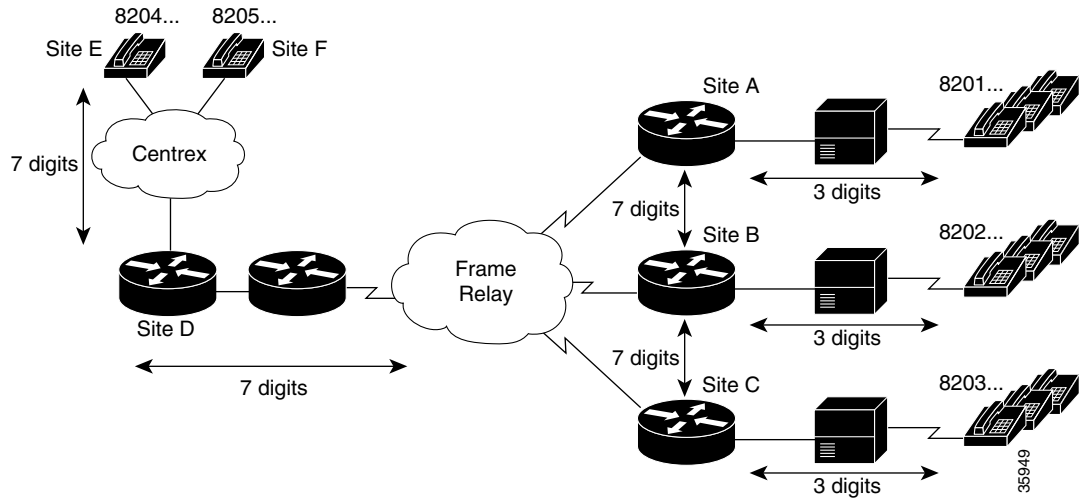 8204... 8205...
Site E Site F
Site A 8201...
Centrex
7 digits
3 digits
7 digits
Site B 8202...
Frame
Relay
Site D
3 digits
7 digits
7 digits
Site C 8203...
3 digits
35949